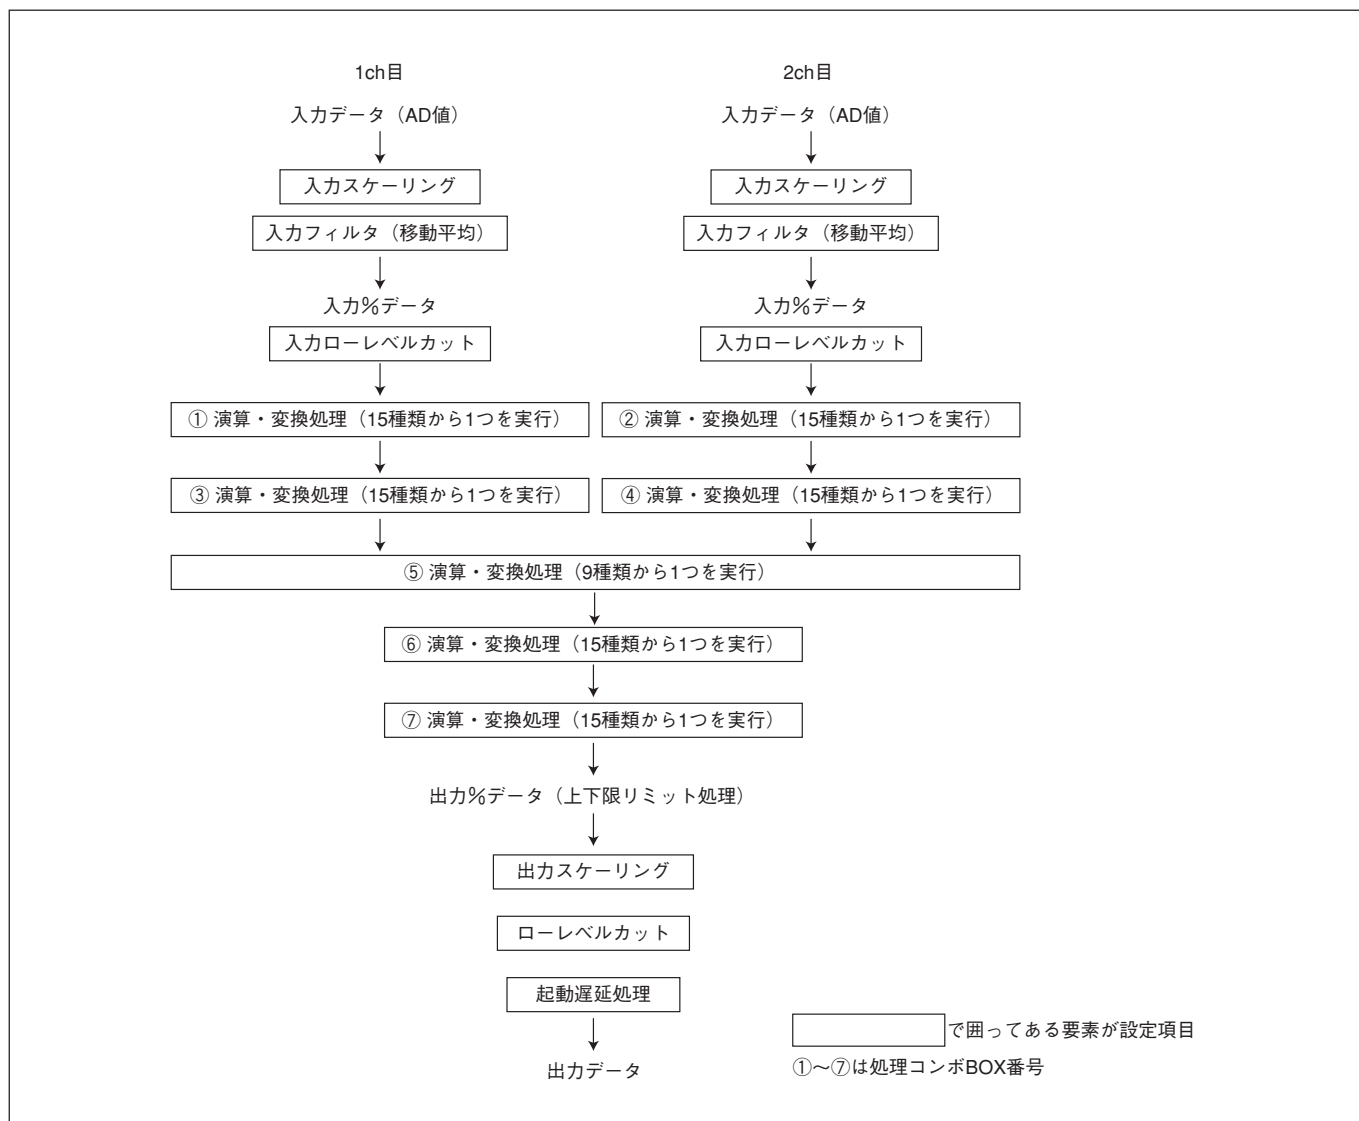 1ch目
2ch目
入力データ（AD値）
入力データ（AD値）
入力スケーリング
入力スケーリング
入力フィルタ（移動平均）
入力フィルタ（移動平均）
入力%データ
入力%データ
入力ローレベルカット
入力ローレベルカット
① 演算・変換処理（15種類から1つを実行）
② 演算・変換処理（15種類から1つを実行）
③ 演算・変換処理（15種類から1つを実行）
④ 演算・変換処理（15種類から1つを実行）
⑤ 演算・変換処理（9種類から1つを実行）
⑥ 演算・変換処理（15種類から1つを実行）
⑦ 演算・変換処理（15種類から1つを実行）
出力%データ（上下限リミット処理）
出力スケーリング
ローレベルカット
起動遅延処理
で囲ってある要素が設定項目
①～⑦は処理コンボBOX番号
出力データ